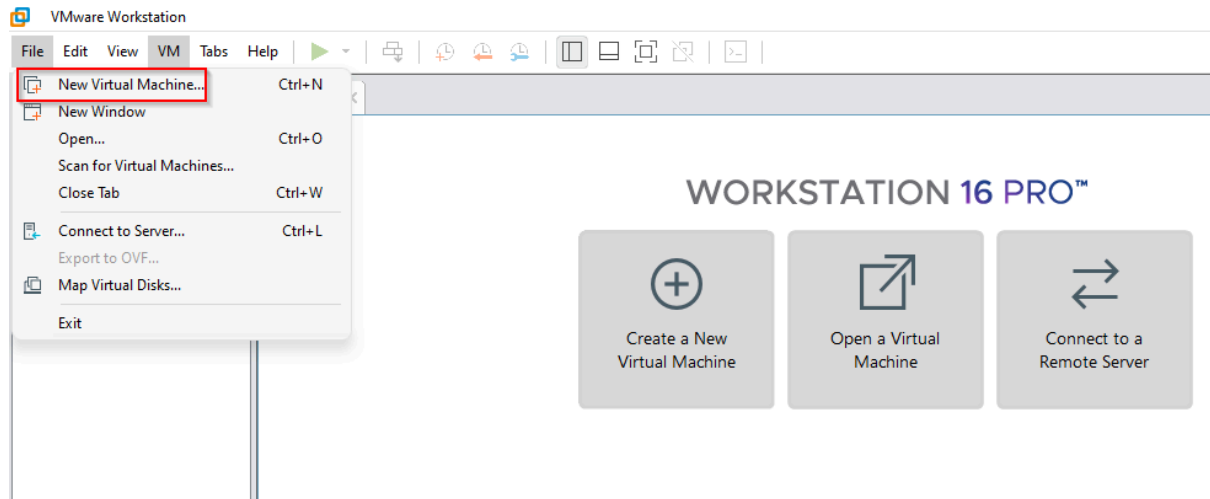 VMware Workstation
File Edit View VM Tabs Help
New Virtual Machine... Ctrl+N
New Window
Open... Ctrl+O
Scan for Virtual Machines...
Close Tab Ctrl+W
Connect to Server... Ctrl+L
Export to OVF...
Map Virtual Disks...
Exit
WORKSTATION 16 PRO™
Create a New
Virtual Machine
Open a Virtual
Machine
Connect to a
Remote Server